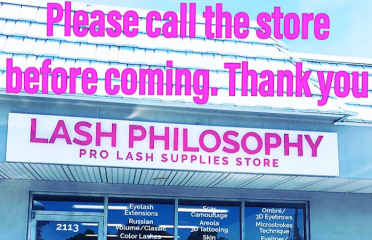 Please call the store
before coming. Thank you
LASH PHILOSOPHY
PRO LASH SUPPLIES STORE
2113
Eyelash
Extensions
Russian
Volume/Classic
Color Lashes
Scar
Camouflage
Areola
3D Tattooing
Skin
Ombré/
3D Eyebrows
Microstrokes
Technique
Eyeliner/